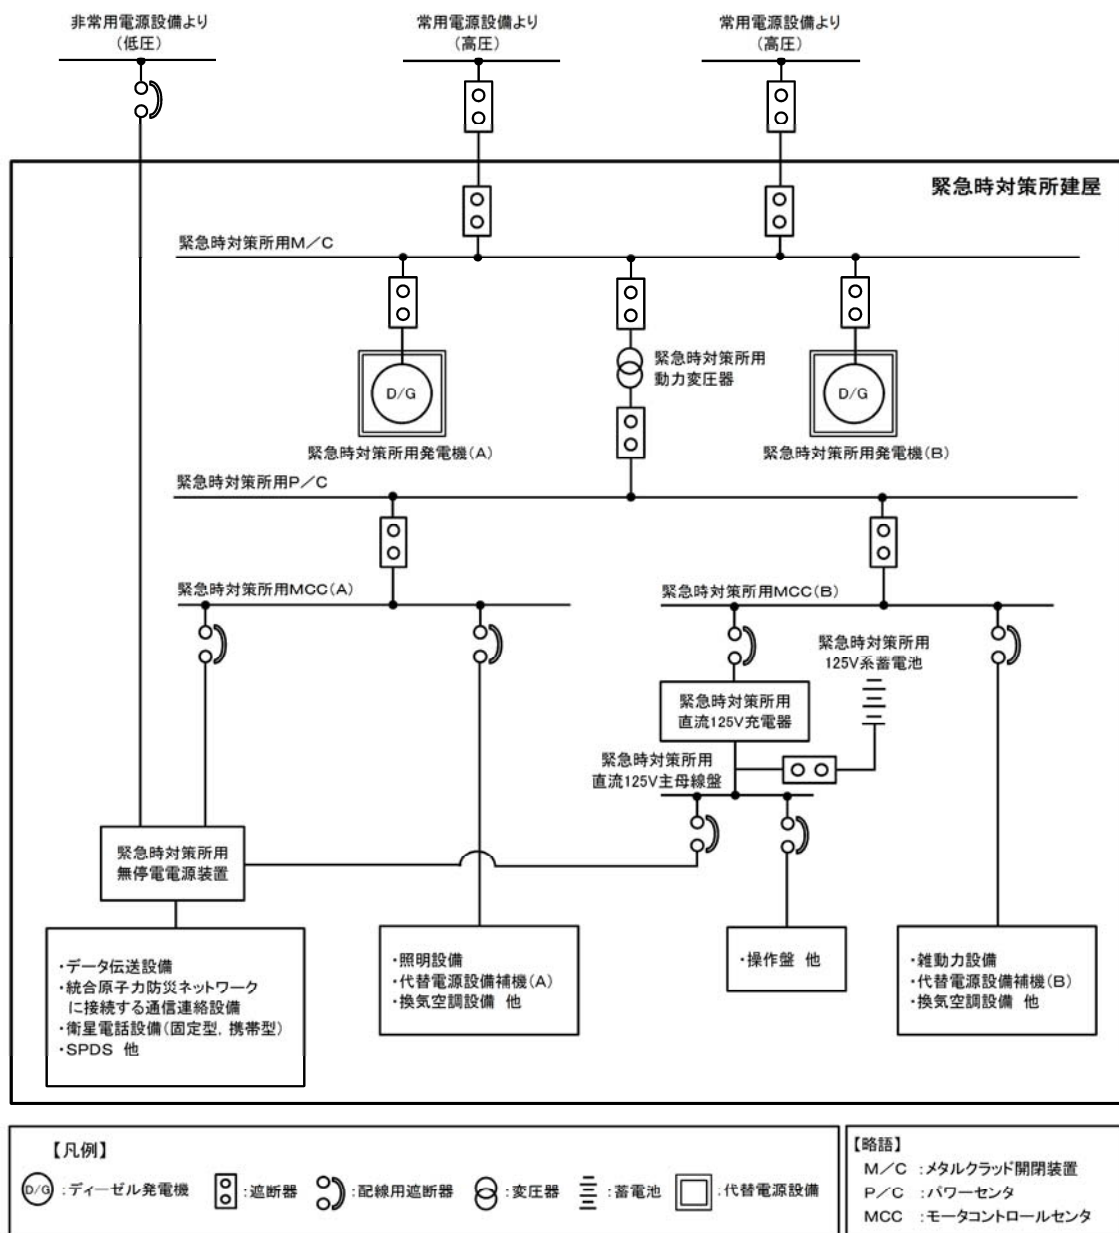 非常用電源設備より
(低圧)
常用電源設備より
(高圧)
常用電源設備より
(高圧)
緊急時対策所建屋
緊急時対策所用M/C
D/G
緊急時対策所用発電機(A)
緊急時対策所用
動力変圧器
D/G
緊急時対策所用発電機(B)
緊急時対策所用P/C
緊急時対策所用MCC(A)
緊急時対策所用MCC(B)
緊急時対策所用
125V系蓄電池
緊急時対策所用
直流125V充電器
緊急時対策所用
直流125V主母線盤
緊急時対策所用
無停電電源装置
・データ伝送設備
・統合原子力防災ネットワーク
に接続する通信連絡設備
・衛星電話設備(固定型,携帯型)
・SPDS 他
・照明設備
・代替電源設備補機(A)
・換気空調設備 他
・操作盤 他
・雑動力設備
・代替電源設備補機(B)
・換気空調設備 他
【凡例】
D/G :ディーゼル発電機
:遮断器
:配線用遮断器
:変圧器
:蓄電池
:代替電源設備
【略語】
M/C :メタルクラッド開閉装置
P/C :パワーセンタ
MCC :モータコントロールセンタ